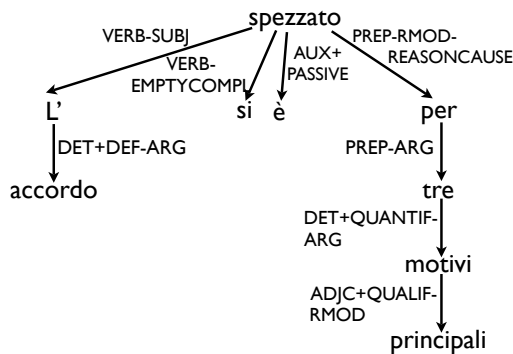 spezzato
VERB-SUBJ
VERB-
EMPTYCOMPL
AUX+
PASSIVE
PREP-RMOD-
REASONCAUSE
L'
si
è
per
DET+DEF-ARG
PREP-ARG
accordo
tre
DET+QUANTIF-
ARG
motivi
ADJC+QUALIF-
RMOD
principali